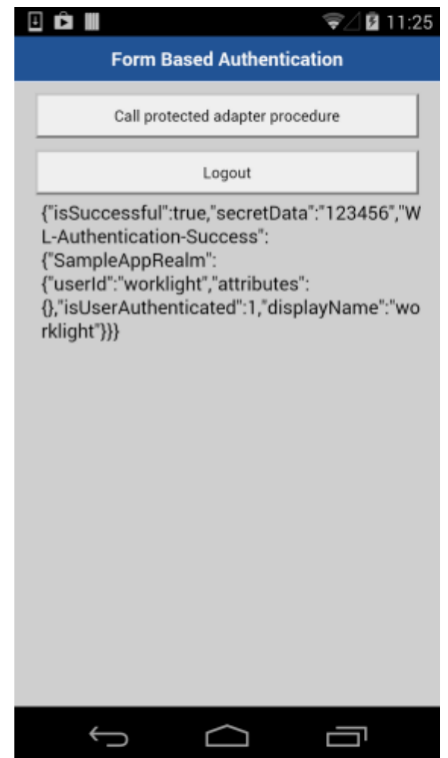 11:25
Form Based Authentication
Call protected adapter procedure
Logout
{"isSuccessful":true,"secretData":"123456","W
L-Authentication-Success":
{"SampleAppRealm":
{"userId":"worklight","attributes":
{},"isUserAuthenticated":1,"displayName":"wo
rklight"}}}